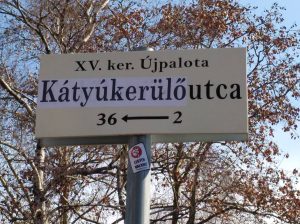 XV. ker. Újpalota
Kátyúkerülőutca
36 ← 2